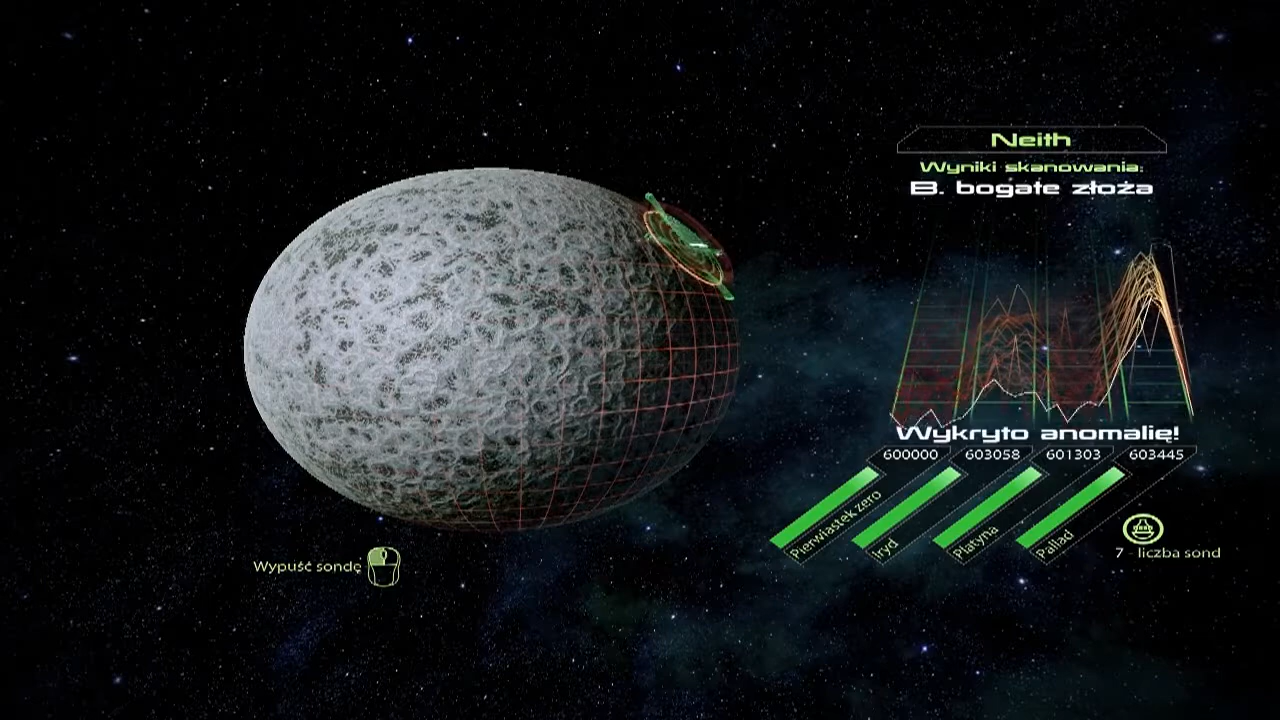 Neith
Wyniki skanowania:
B. bogate złoża
Wykryto anomalię!
600000 603058 601303 603445
Pierwiastek zero Iryd Platyna Pallad
7 - liczba sond
Wypuść sondę